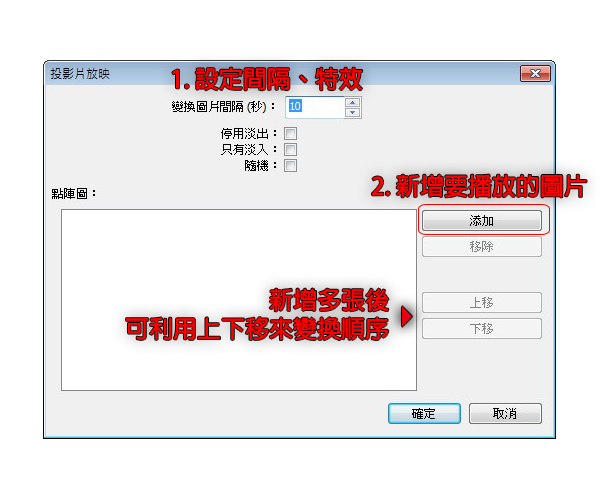 投影片放映
1. 設定間隔、特效
變換圖片間隔 (秒)：
10
停用淡出：
只有淡入：
隨機：
2. 新增要播放的圖片
點陣圖：
添加
移除
新增多張後
可利用上下移來變換順序
上移
下移
確定
取消